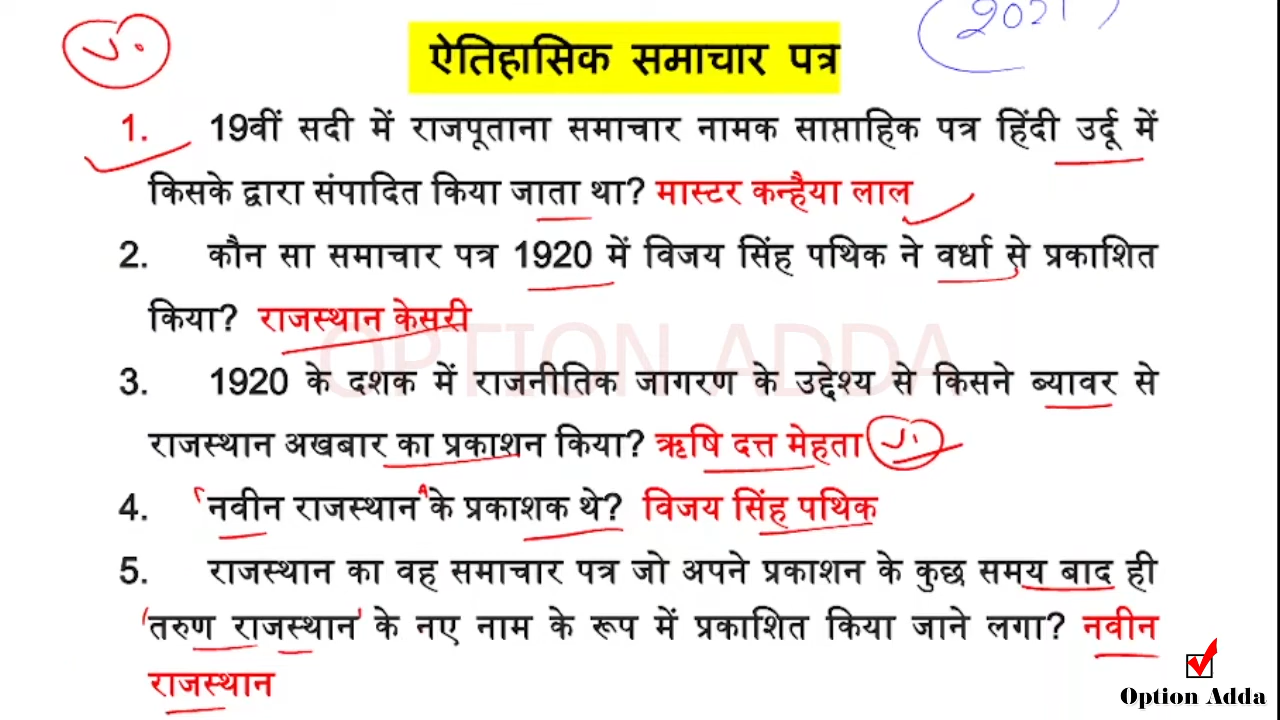 2021
ऐतिहासिक समाचार पत्र
1. 19वीं सदी में राजपूताना समाचार नामक साप्ताहिक पत्र हिंदी उर्दू में
किसके द्वारा संपादित किया जाता था? मास्टर कन्हैया लाल
2. कौन सा समाचार पत्र 1920 में विजय सिंह पथिक ने वर्धा से प्रकाशित
किया? राजस्थान केसरी
OPTION ADDA
3. 1920 के दशक में राजनीतिक जागरण के उद्देश्य से किसने ब्यावर से
राजस्थान अखबार का प्रकाशन किया? ऋषि दत्त मेहता
4. नवीन राजस्थान के प्रकाशक थे? विजय सिंह पथिक
5. राजस्थान का वह समाचार पत्र जो अपने प्रकाशन के कुछ समय बाद ही
'तरुण राजस्थान' के नए नाम के रूप में प्रकाशित किया जाने लगा? नवीन
राजस्थान
Option Adda